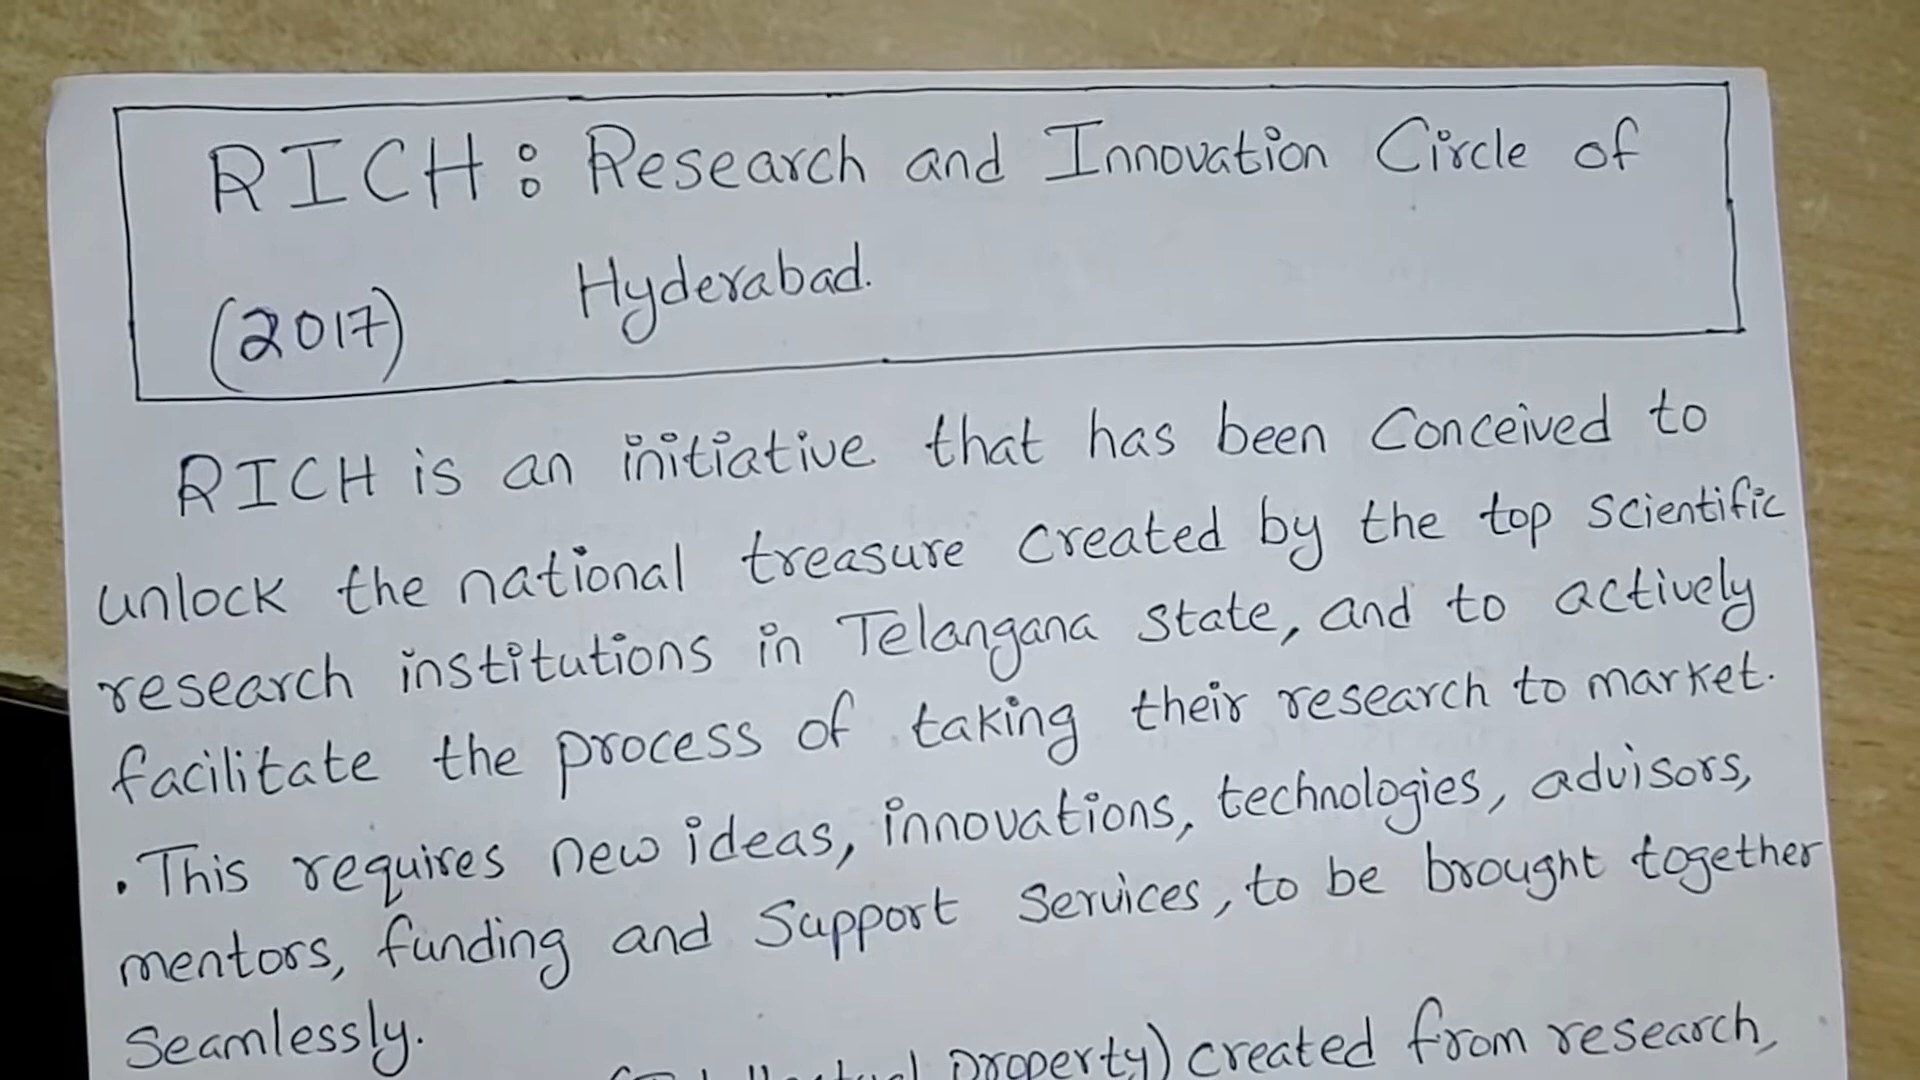 RICH: Research and Innovation Circle of
(2017) Hyderabad.
RICH is an initiative that has been Conceived to
unlock the national treasure created by the top scientific
research institutions in Telangana State, and to actively
facilitate the process of taking their research to market.
. This requires new ideas, innovations, technologies, advisors,
mentors, funding and Support Services, to be brought together
Seamlessly.
property) created from research,